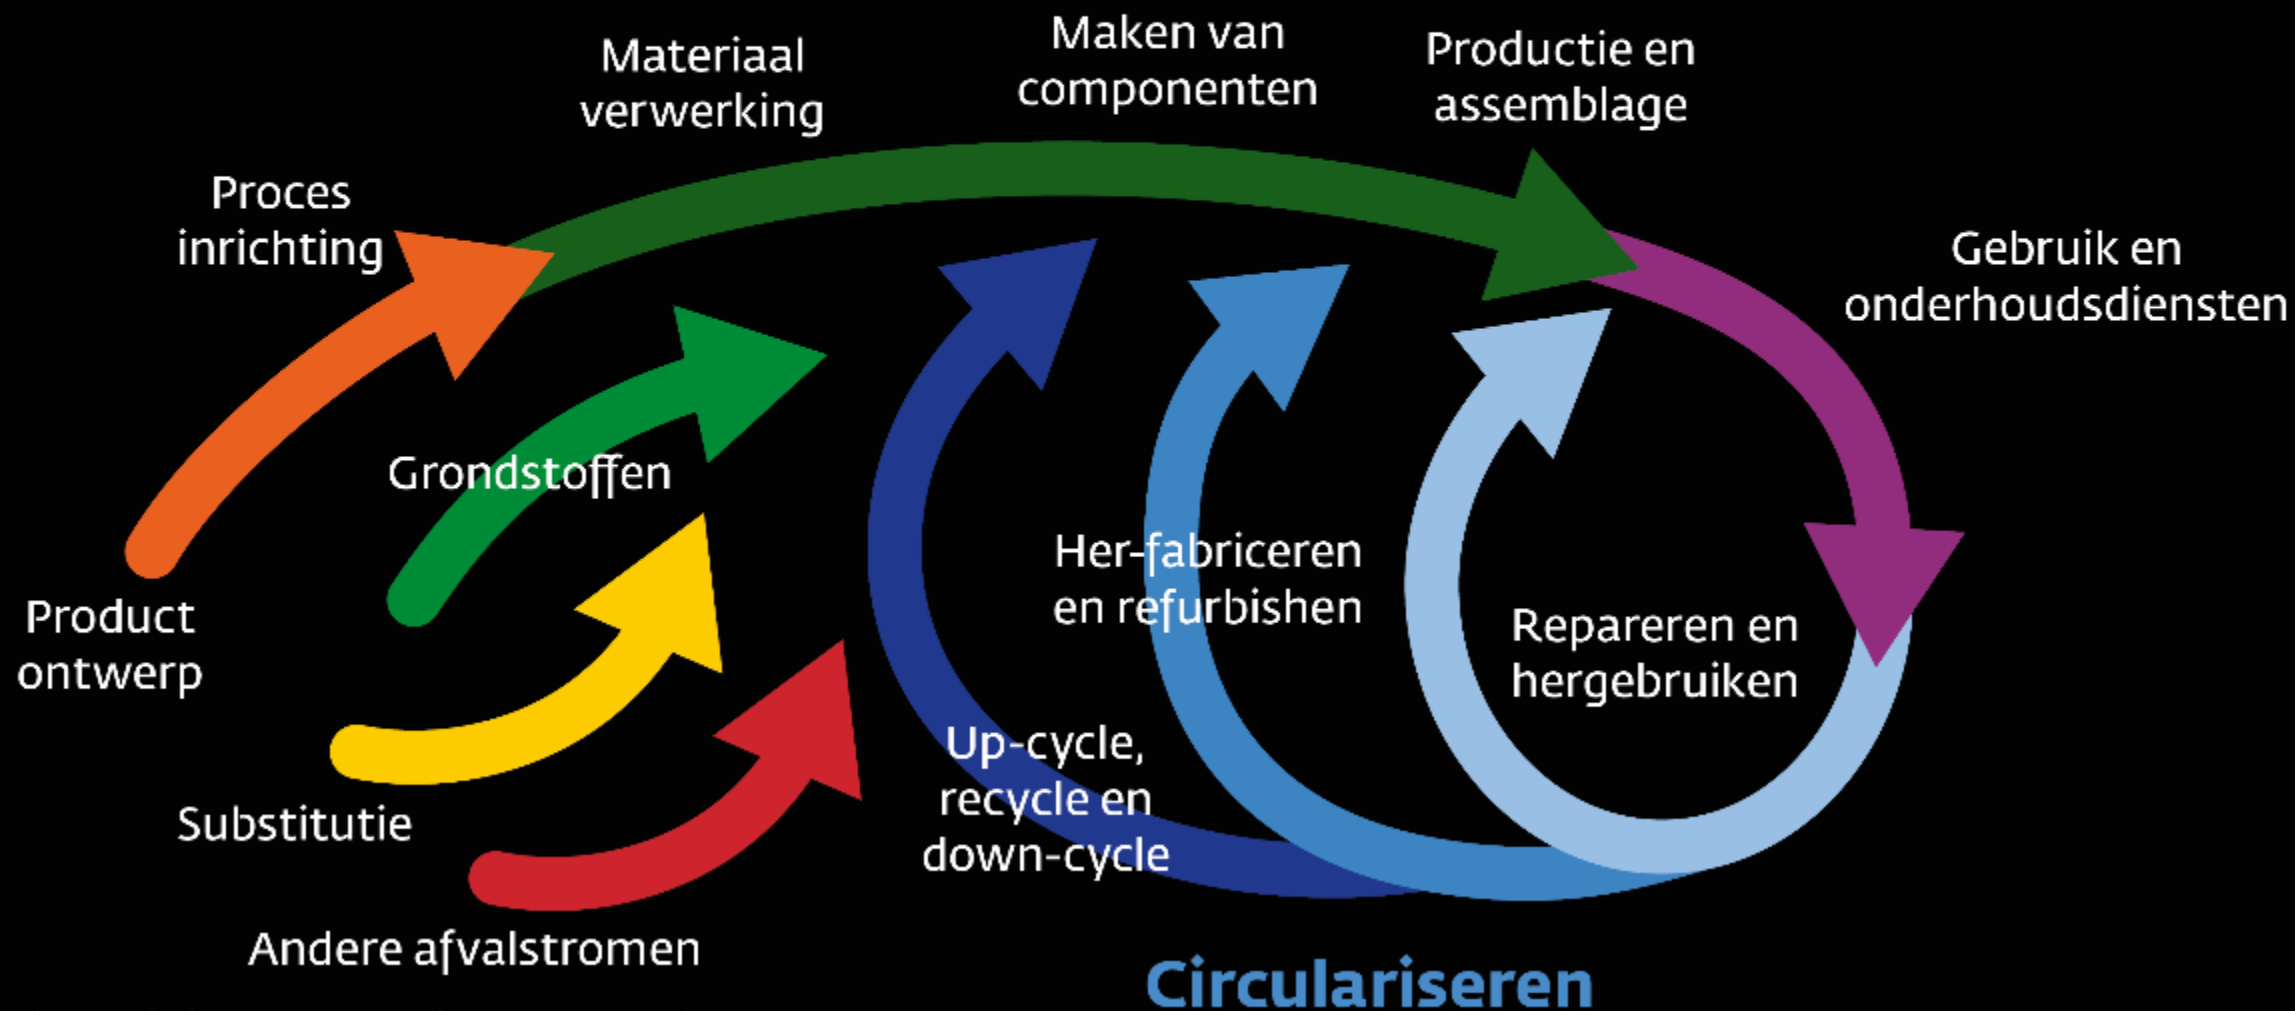 Materiaal
verwerking
Maken van
componenten
Productie en
assemblage
Proces
inrichting
Gebruik en
onderhoudsdiensten
Grondstoffen
Product
ontwerp
Her-fabriceren
en refurbishen
Repareren en
hergebruiken
Up-cycle,
recycle en
down-cycle
Substitutie
Andere afvalstromen
Circulariseren